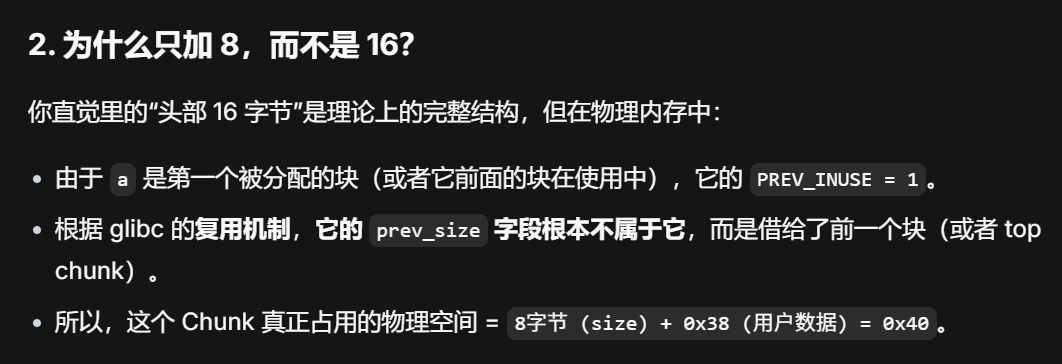 2. 为什么只加 8，而不是 16？
你直觉里的“头部 16 字节”是理论上的完整结构，但在物理内存中：
• 由于 a 是第一个被分配的块（或者它前面的块在使用中），它的 PREV_INUSE = 1。
• 根据 glibc 的复用机制，它的 prev_size 字段根本不属于它，而是借给了前一个块（或者 top
chunk）。
• 所以，这个 Chunk 真正占用的物理空间 = 8字节 (size) + 0x38 (用户数据) = 0x40。